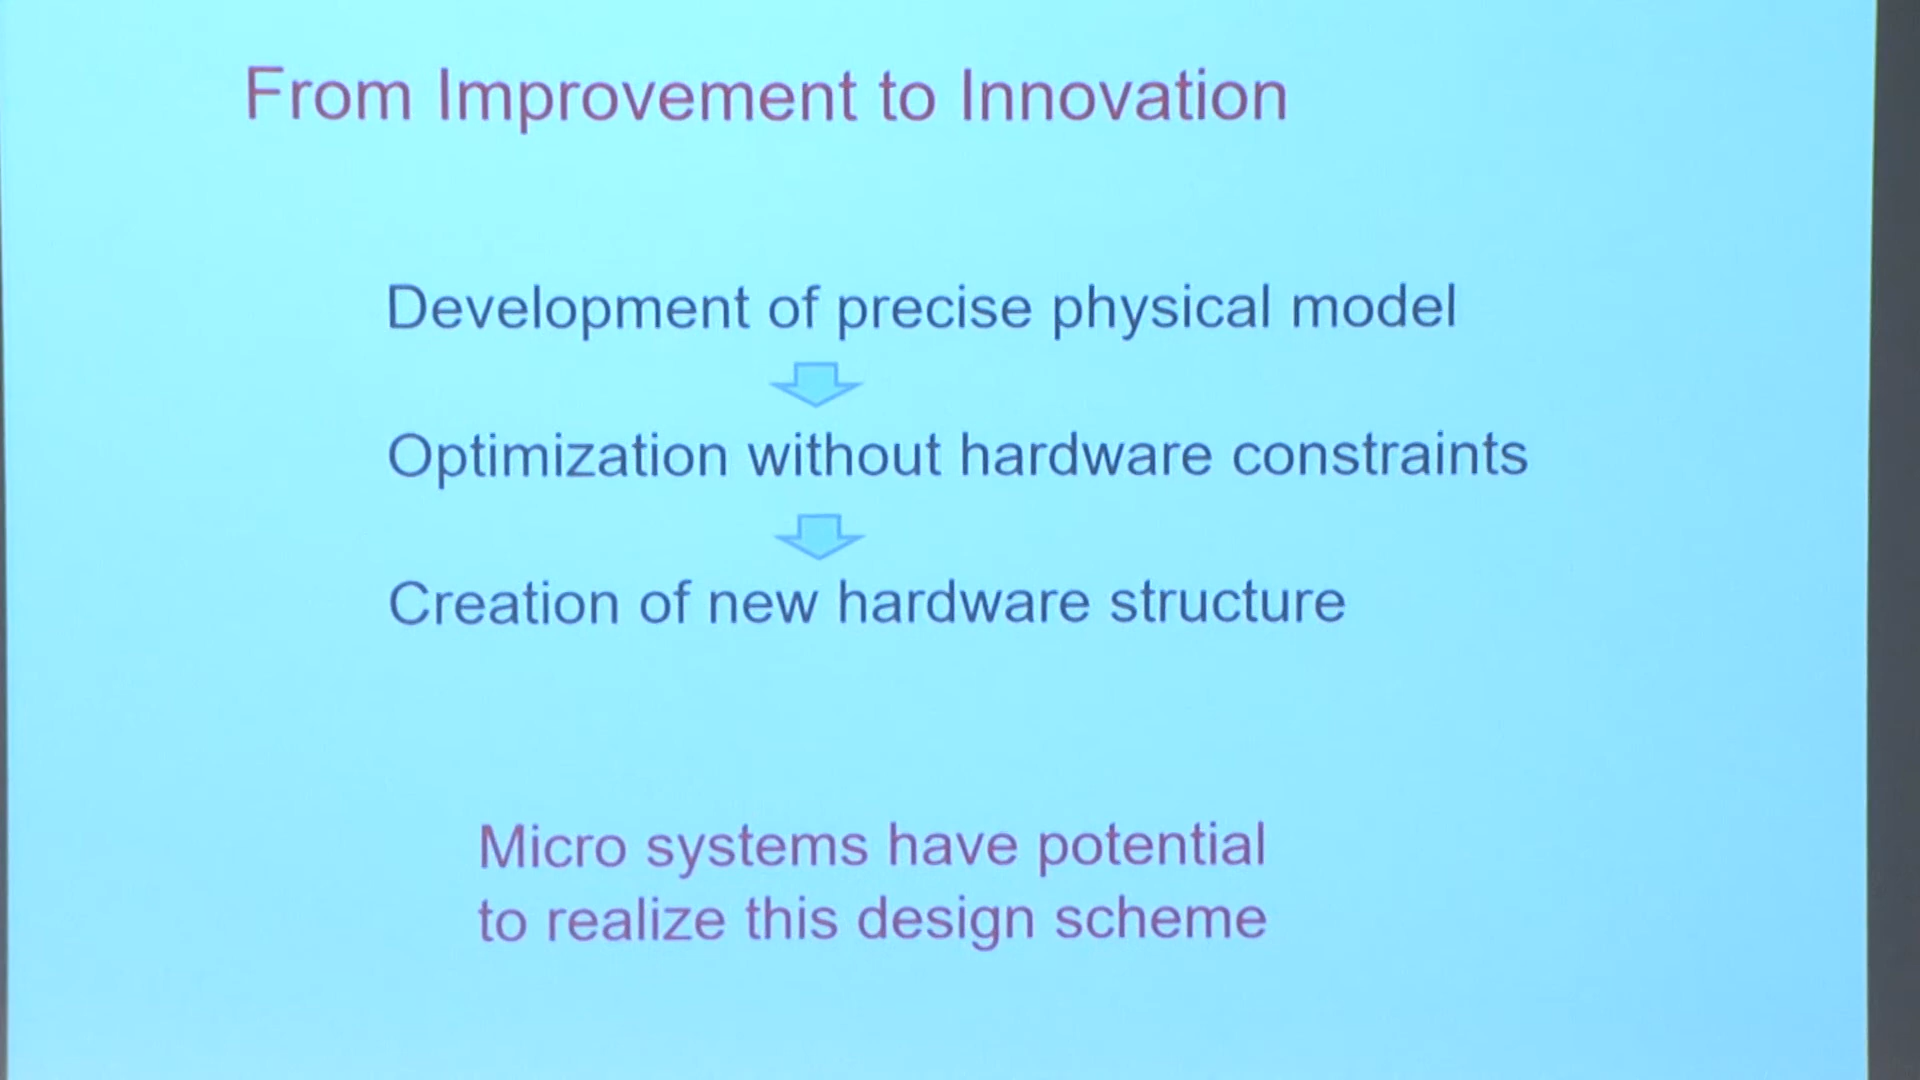 From Improvement to Innovation
Development of precise physical model
Optimization without hardware constraints
Creation of new hardware structure
Micro systems have potential
to realize this design scheme